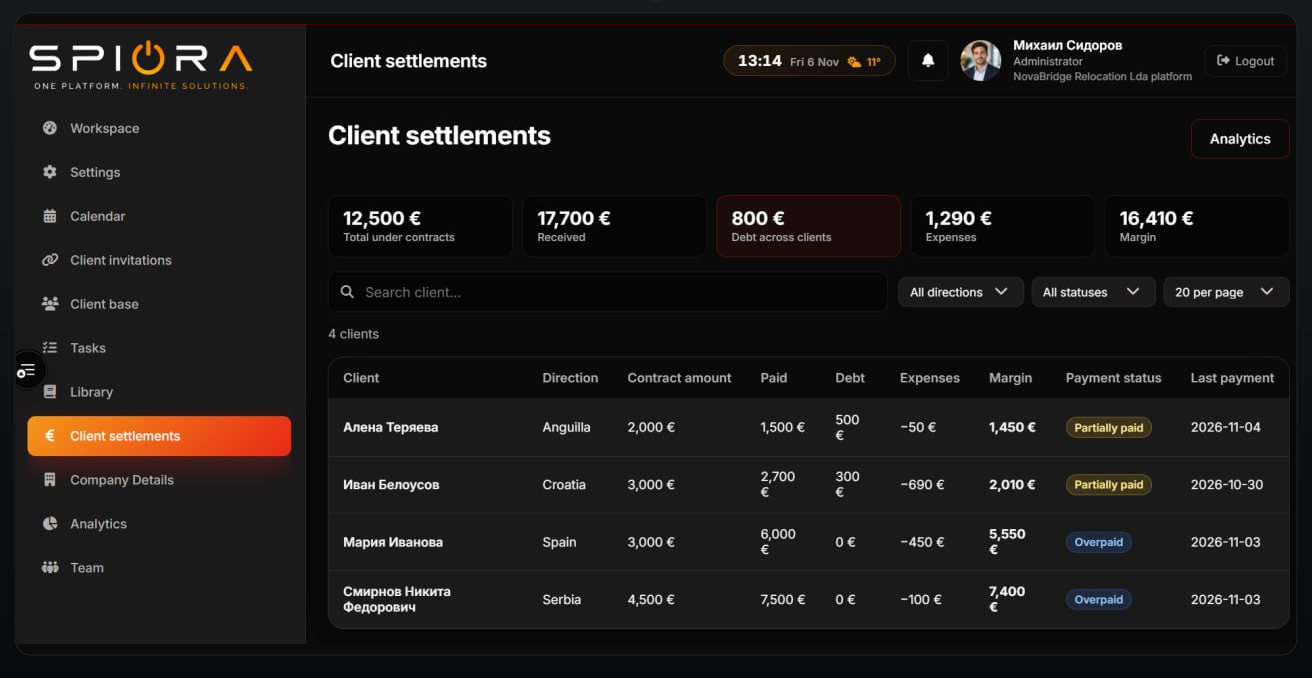 SPIORA
ONE PLATFORM. INFINITE SOLUTIONS.
Workspace
Settings
Calendar
Client invitations
Client base
Tasks
Library
€ Client settlements
Company Details
Analytics
Team
Client settlements
13:14 Fri 6 Nov 11°
Михаил Сидоров
Administrator
NovaBridge Relocation Lda platform
Logout
Client settlements
Analytics
12,500 €
Total under contracts
17,700 €
Received
800 €
Debt across clients
1,290 €
Expenses
16,410 €
Margin
Search client...
All directions
All statuses
20 per page
4 clients
Client Direction Contract amount Paid Debt Expenses Margin Payment status Last payment
Алена Теряева Anguilla 2,000 € 1,500 € 500 € −50 € 1,450 € Partially paid 2026-11-04
Иван Белоусов Croatia 3,000 € 2,700 € 300 € −690 € 2,010 € Partially paid 2026-10-30
Мария Иванова Spain 3,000 € 6,000 € 0 € −450 € 5,550 € Overpaid 2026-11-03
Смирнов Никита Федорович Serbia 4,500 € 7,500 € 0 € −100 € 7,400 € Overpaid 2026-11-03